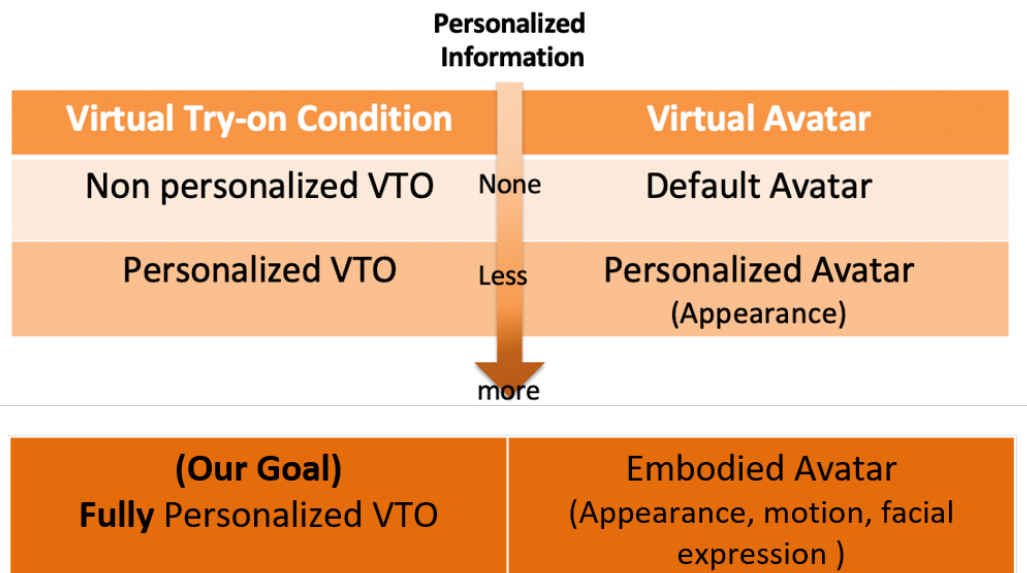 Personalized
Information
Virtual Try-on Condition
Virtual Avatar
Non personalized VTO
None
Default Avatar
Personalized VTO
Less
Personalized Avatar
(Appearance)
more
(Our Goal)
Fully Personalized VTO
Embodied Avatar
(Appearance, motion, facial
expression )